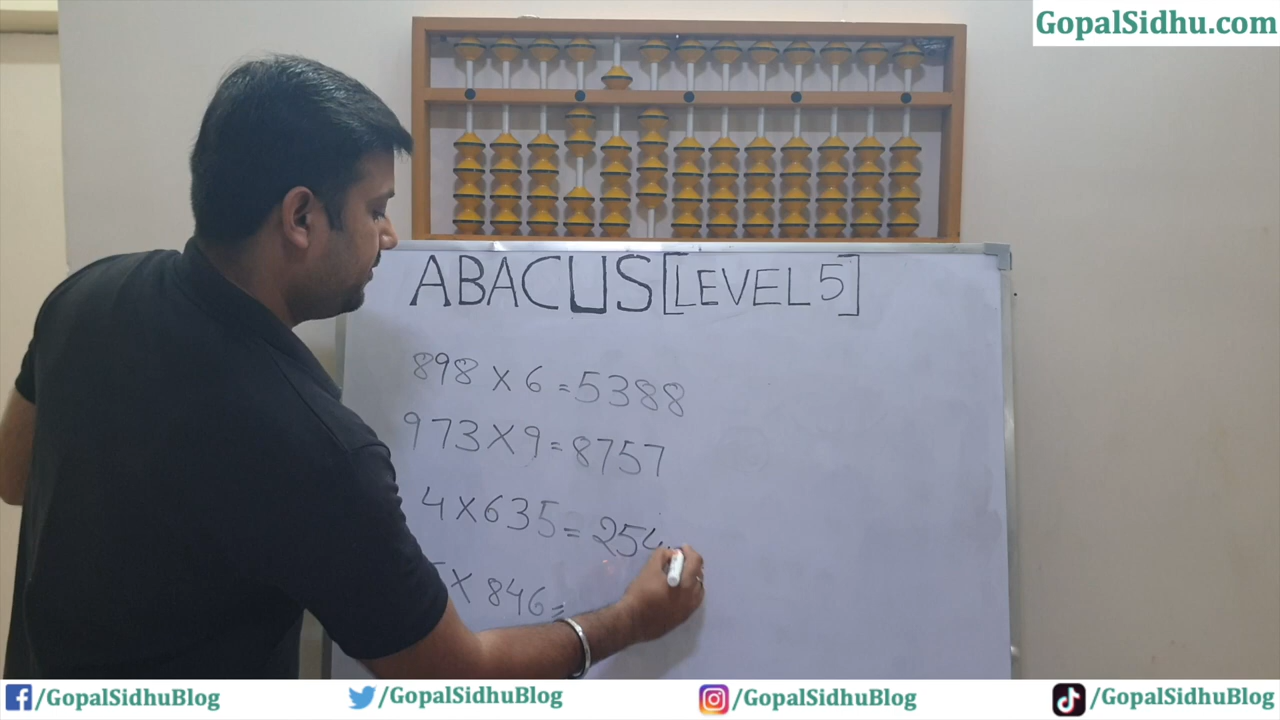 GopalSidhu.com
ABACUS [LEVEL 5]
898 X 6 = 5388
973 X 9 = 8757
4 X 635 = 254
X 846 =
/GopalSidhuBlog
/GopalSidhuBlog
/GopalSidhuBlog
/GopalSidhuBlog